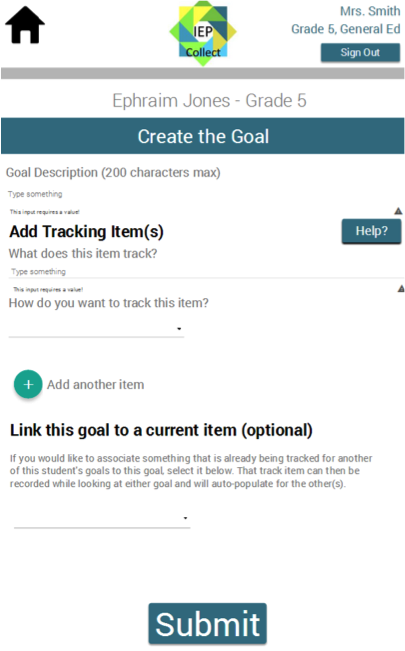 IEP
Collect
Mrs. Smith
Grade 5, General Ed
Sign Out
Ephraim Jones - Grade 5
Create the Goal
Goal Description (200 characters max)
Type something
This input requires a value!
Add Tracking Item(s)
Help?
What does this item track?
Type something
This input requires a value!
How do you want to track this item?
+
Add another item
Link this goal to a current item (optional)
If you would like to associate something that is already being tracked for another
of this student's goals to this goal, select it below. That track item can then be
recorded while looking at either goal and will auto-populate for the other(s).
Submit